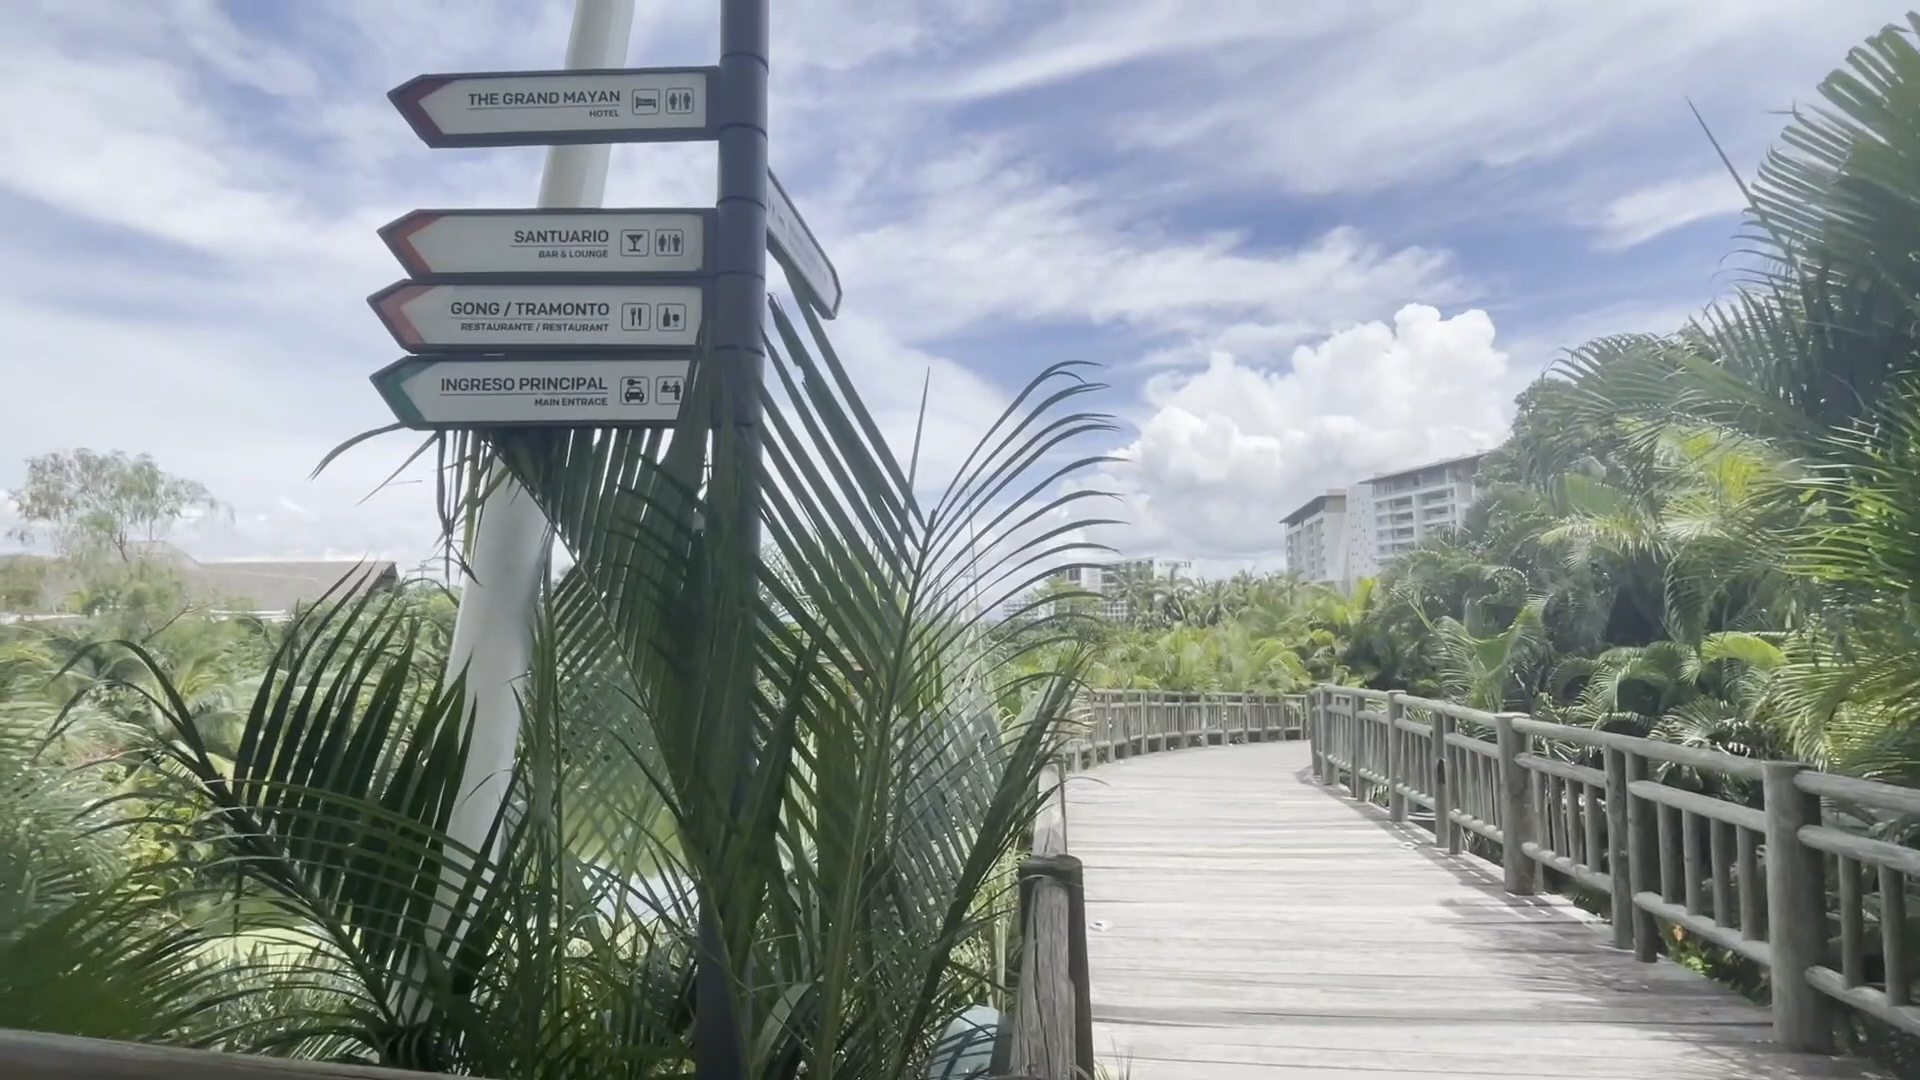 THE GRAND MAYAN
HOTEL
SANTUARIO
BAR & LOUNGE
GONG / TRAMONTO
RESTAURANTE / RESTAURANT
INGRESO PRINCIPAL
MAIN ENTRACE